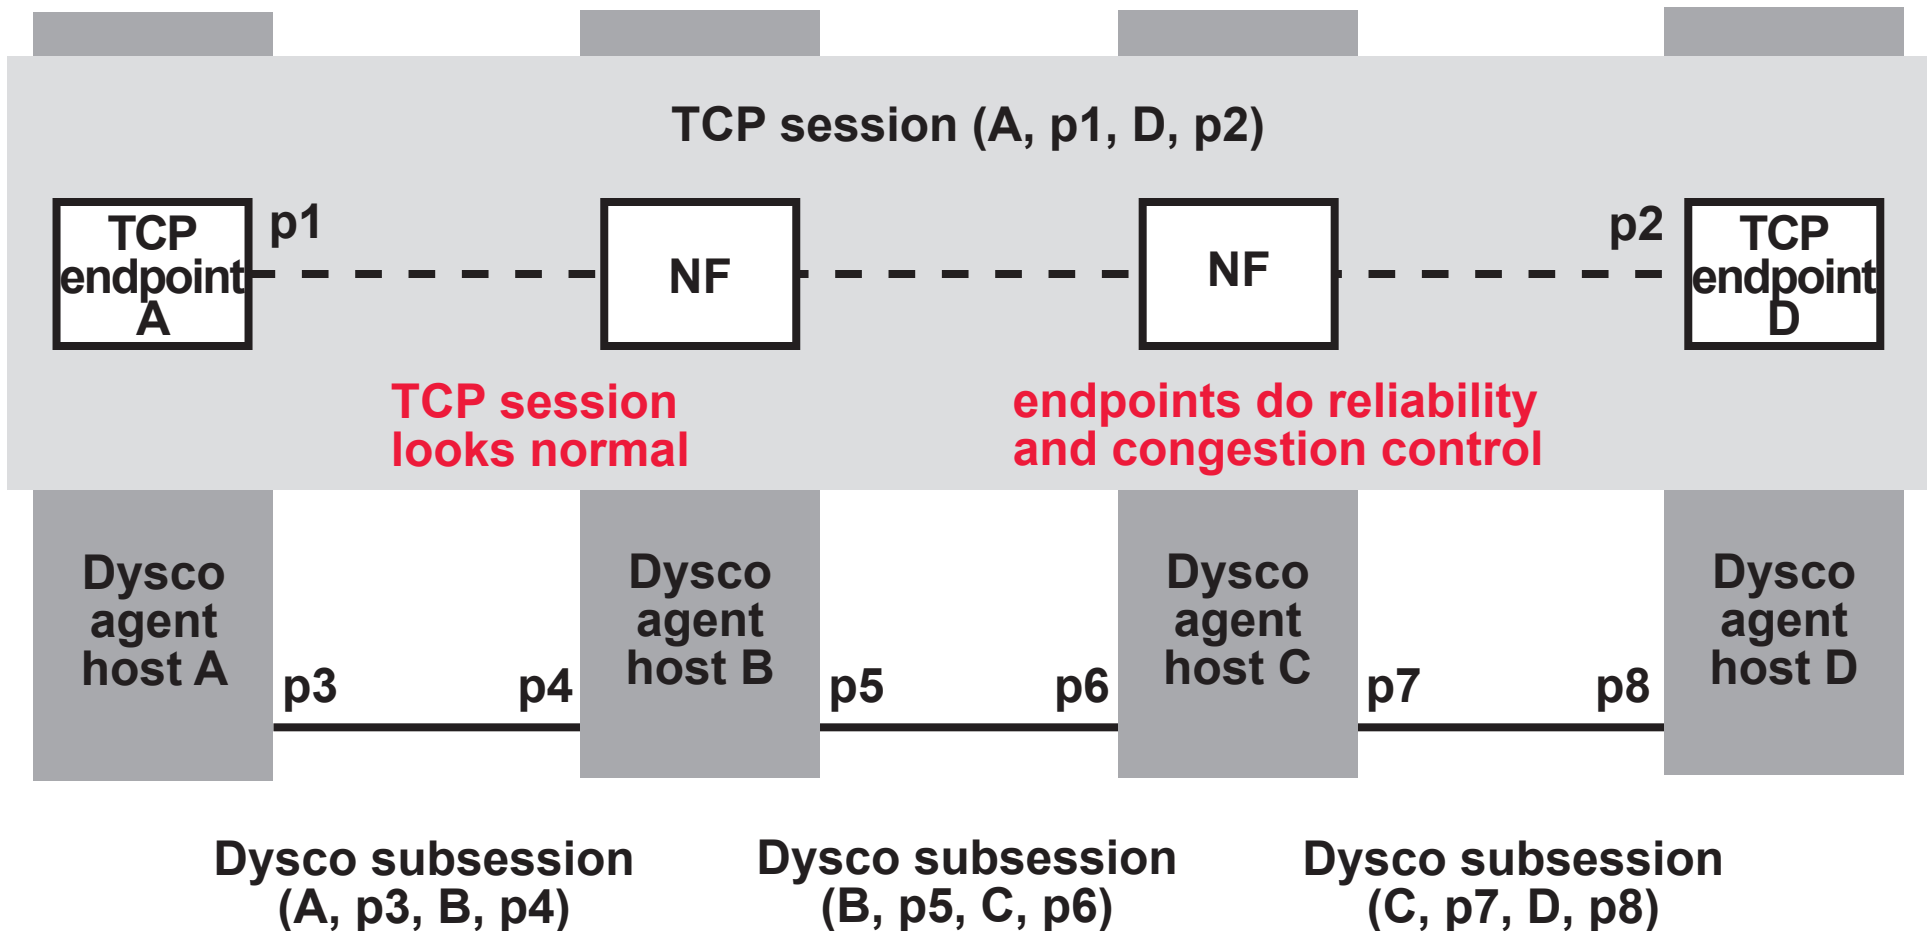 TCP session (A, p1, D, p2)
TCP
endpoint
A
p1
NF
NF
p2
TCP
endpoint
D
TCP session
looks normal
endpoints do reliability
and congestion control
Dysco
agent
host A
Dysco
agent
host B
Dysco
agent
host C
Dysco
agent
host D
p3
p4
p5
p6
p7
p8
Dysco subsession
(A, p3, B, p4)
Dysco subsession
(B, p5, C, p6)
Dysco subsession
(C, p7, D, p8)